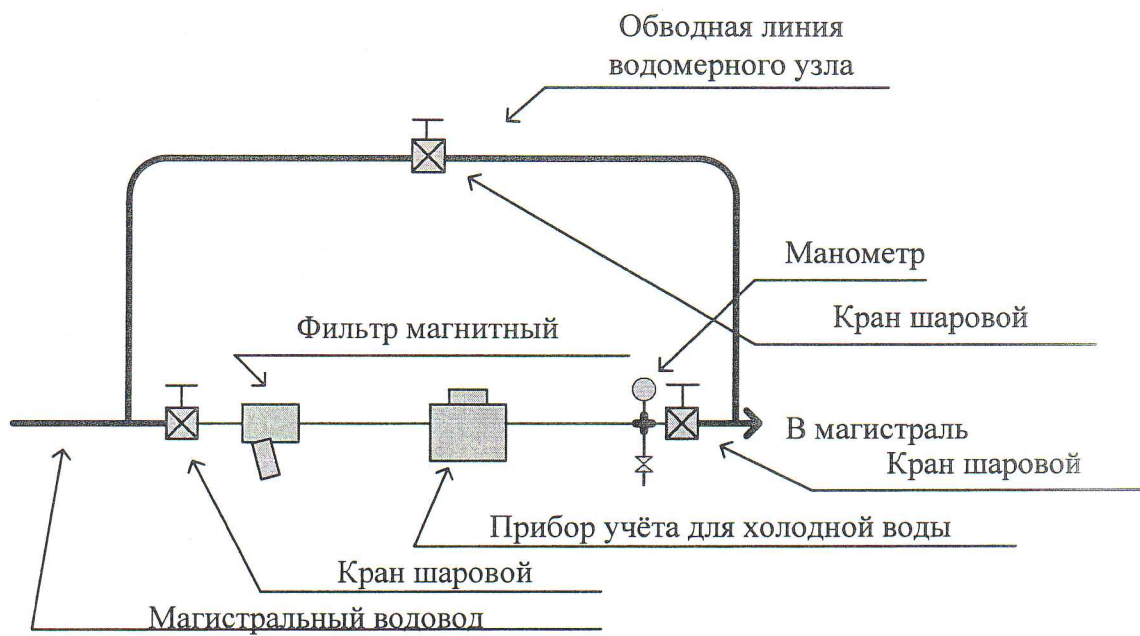 Обводная линия
водомерного узла
Манометр
Кран шаровой
Фильтр магнитный
В магистраль
Кран шаровой
Прибор учёта для холодной воды
Кран шаровой
Магистральный водовод